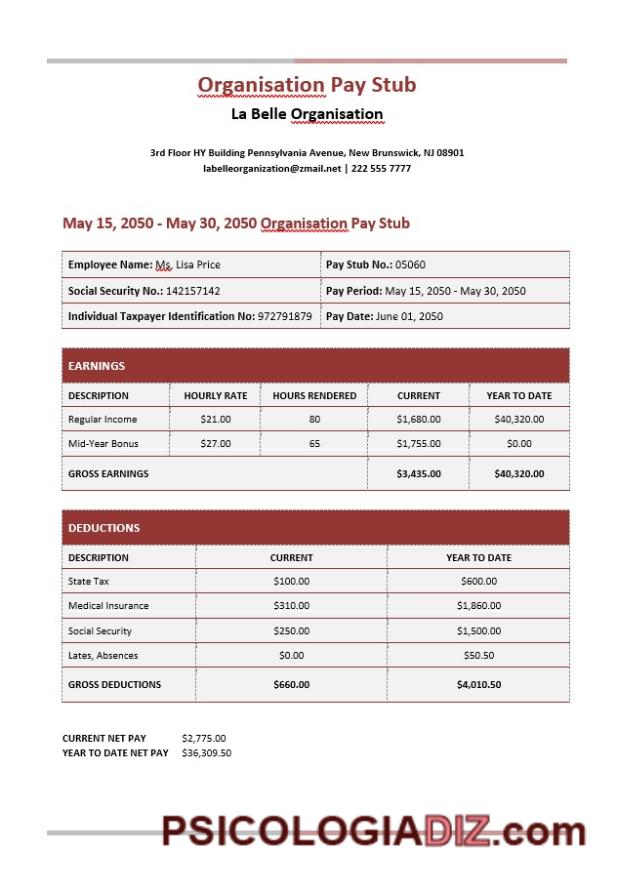 Organisation Pay Stub
La Belle Organisation
3rd Floor HY Building Pennsylvania Avenue, New Brunswick, NJ 08901
labelleorganization@zmail.net | 222 555 7777
May 15, 2050 - May 30, 2050 Organisation Pay Stub
Employee Name: Ms. Lisa Price Pay Stub No.: 05060
Social Security No.: 142157142 Pay Period: May 15, 2050 - May 30, 2050
Individual Taxpayer Identification No: 972791879 Pay Date: June 01, 2050
EARNINGS
DESCRIPTION HOURLY RATE HOURS RENDERED CURRENT YEAR TO DATE
Regular Income $21.00 80 $1,680.00 $40,320.00
Mid-Year Bonus $27.00 65 $1,755.00 $0.00
GROSS EARNINGS $3,435.00 $40,320.00
DEDUCTIONS
DESCRIPTION CURRENT YEAR TO DATE
State Tax $100.00 $600.00
Medical Insurance $310.00 $1,860.00
Social Security $250.00 $1,500.00
Lates, Absences $0.00 $50.50
GROSS DEDUCTIONS $660.00 $4,010.50
CURRENT NET PAY $2,775.00
YEAR TO DATE NET PAY $36,309.50
PSICOLOGIADIZ.com